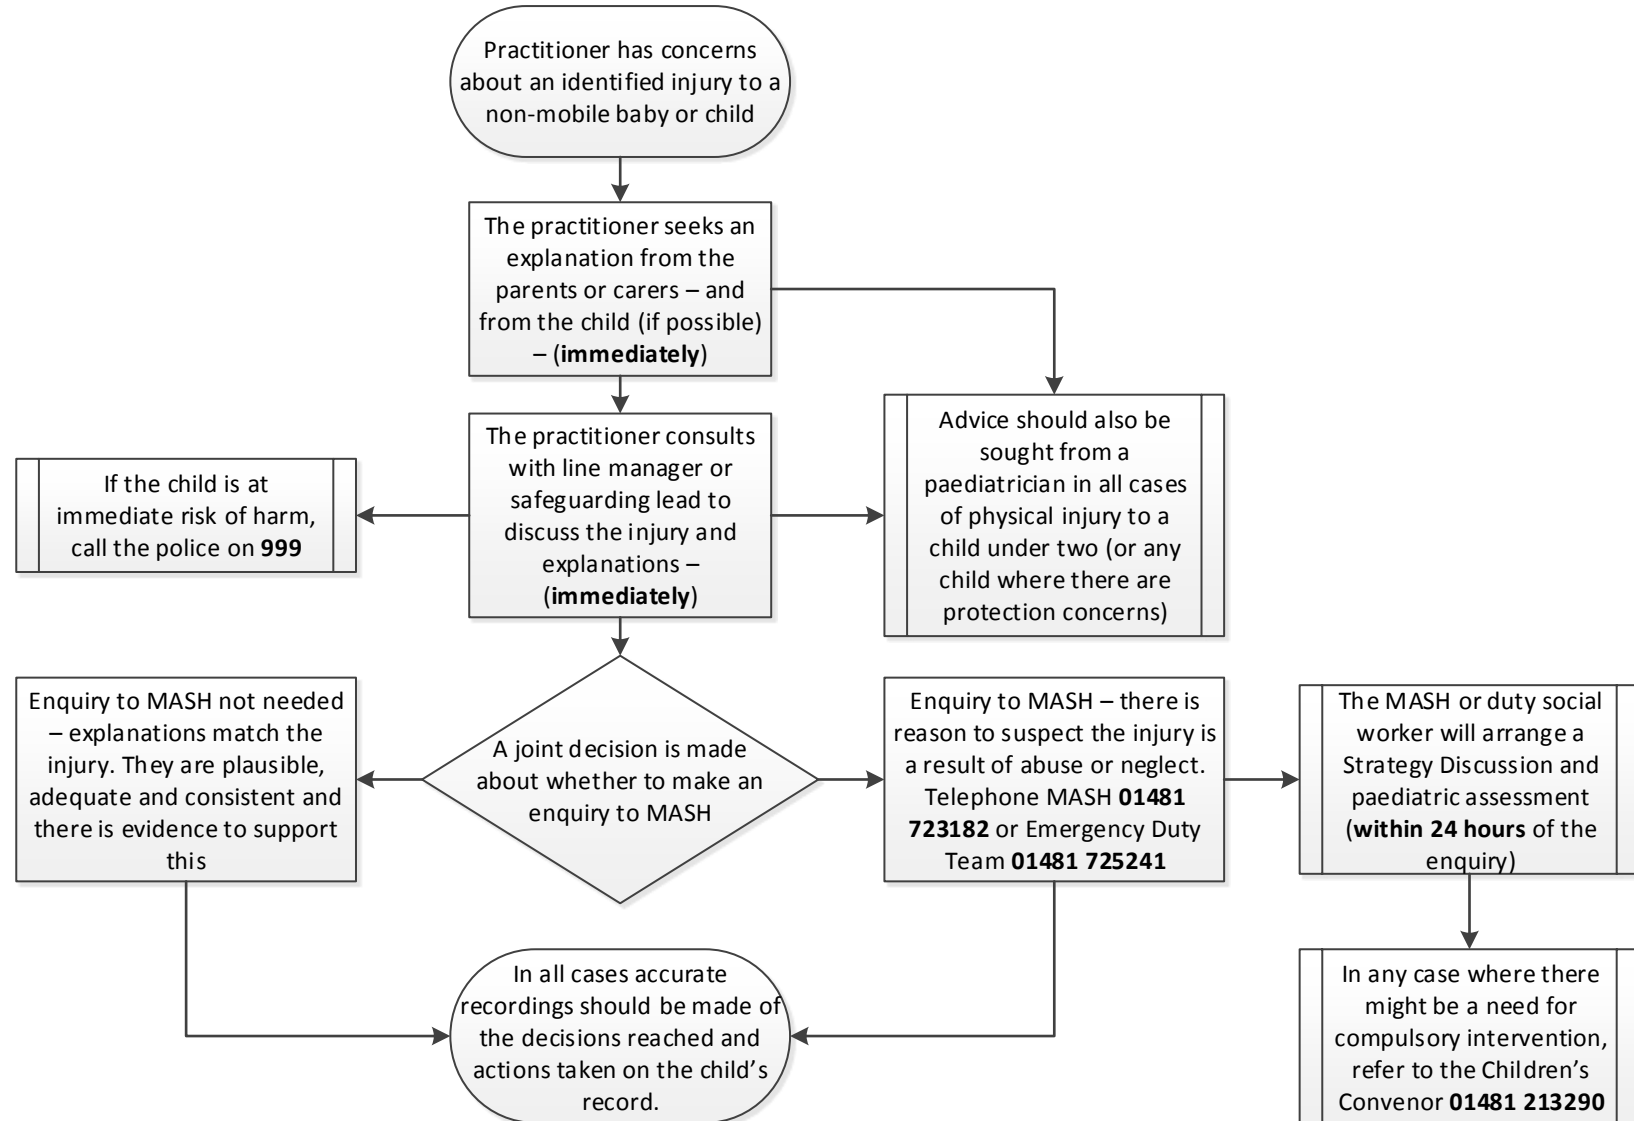 Practitioner has concerns
about an identified injury to a
non-mobile baby or child
The practitioner seeks an
explanation from the
parents or carers – and
from the child (if possible)
– (immediately)
The practitioner consults
with line manager or
safeguarding lead to
discuss the injury and
explanations –
(immediately)
If the child is at
immediate risk of harm,
call the police on 999
Advice should also be
sought from a
paediatrician in all cases
of physical injury to a
child under two (or any
child where there are
protection concerns)
A joint decision is made
about whether to make an
enquiry to MASH
Enquiry to MASH not needed
– explanations match the
injury. They are plausible,
adequate and consistent and
there is evidence to support
this
Enquiry to MASH – there is
reason to suspect the injury is
a result of abuse or neglect.
Telephone MASH 01481
723182 or Emergency Duty
Team 01481 725241
The MASH or duty social
worker will arrange a
Strategy Discussion and
paediatric assessment
(within 24 hours of the
enquiry)
In all cases accurate
recordings should be made of
the decisions reached and
actions taken on the child’s
record.
In any case where there
might be a need for
compulsory intervention,
refer to the Children’s
Convenor 01481 213290